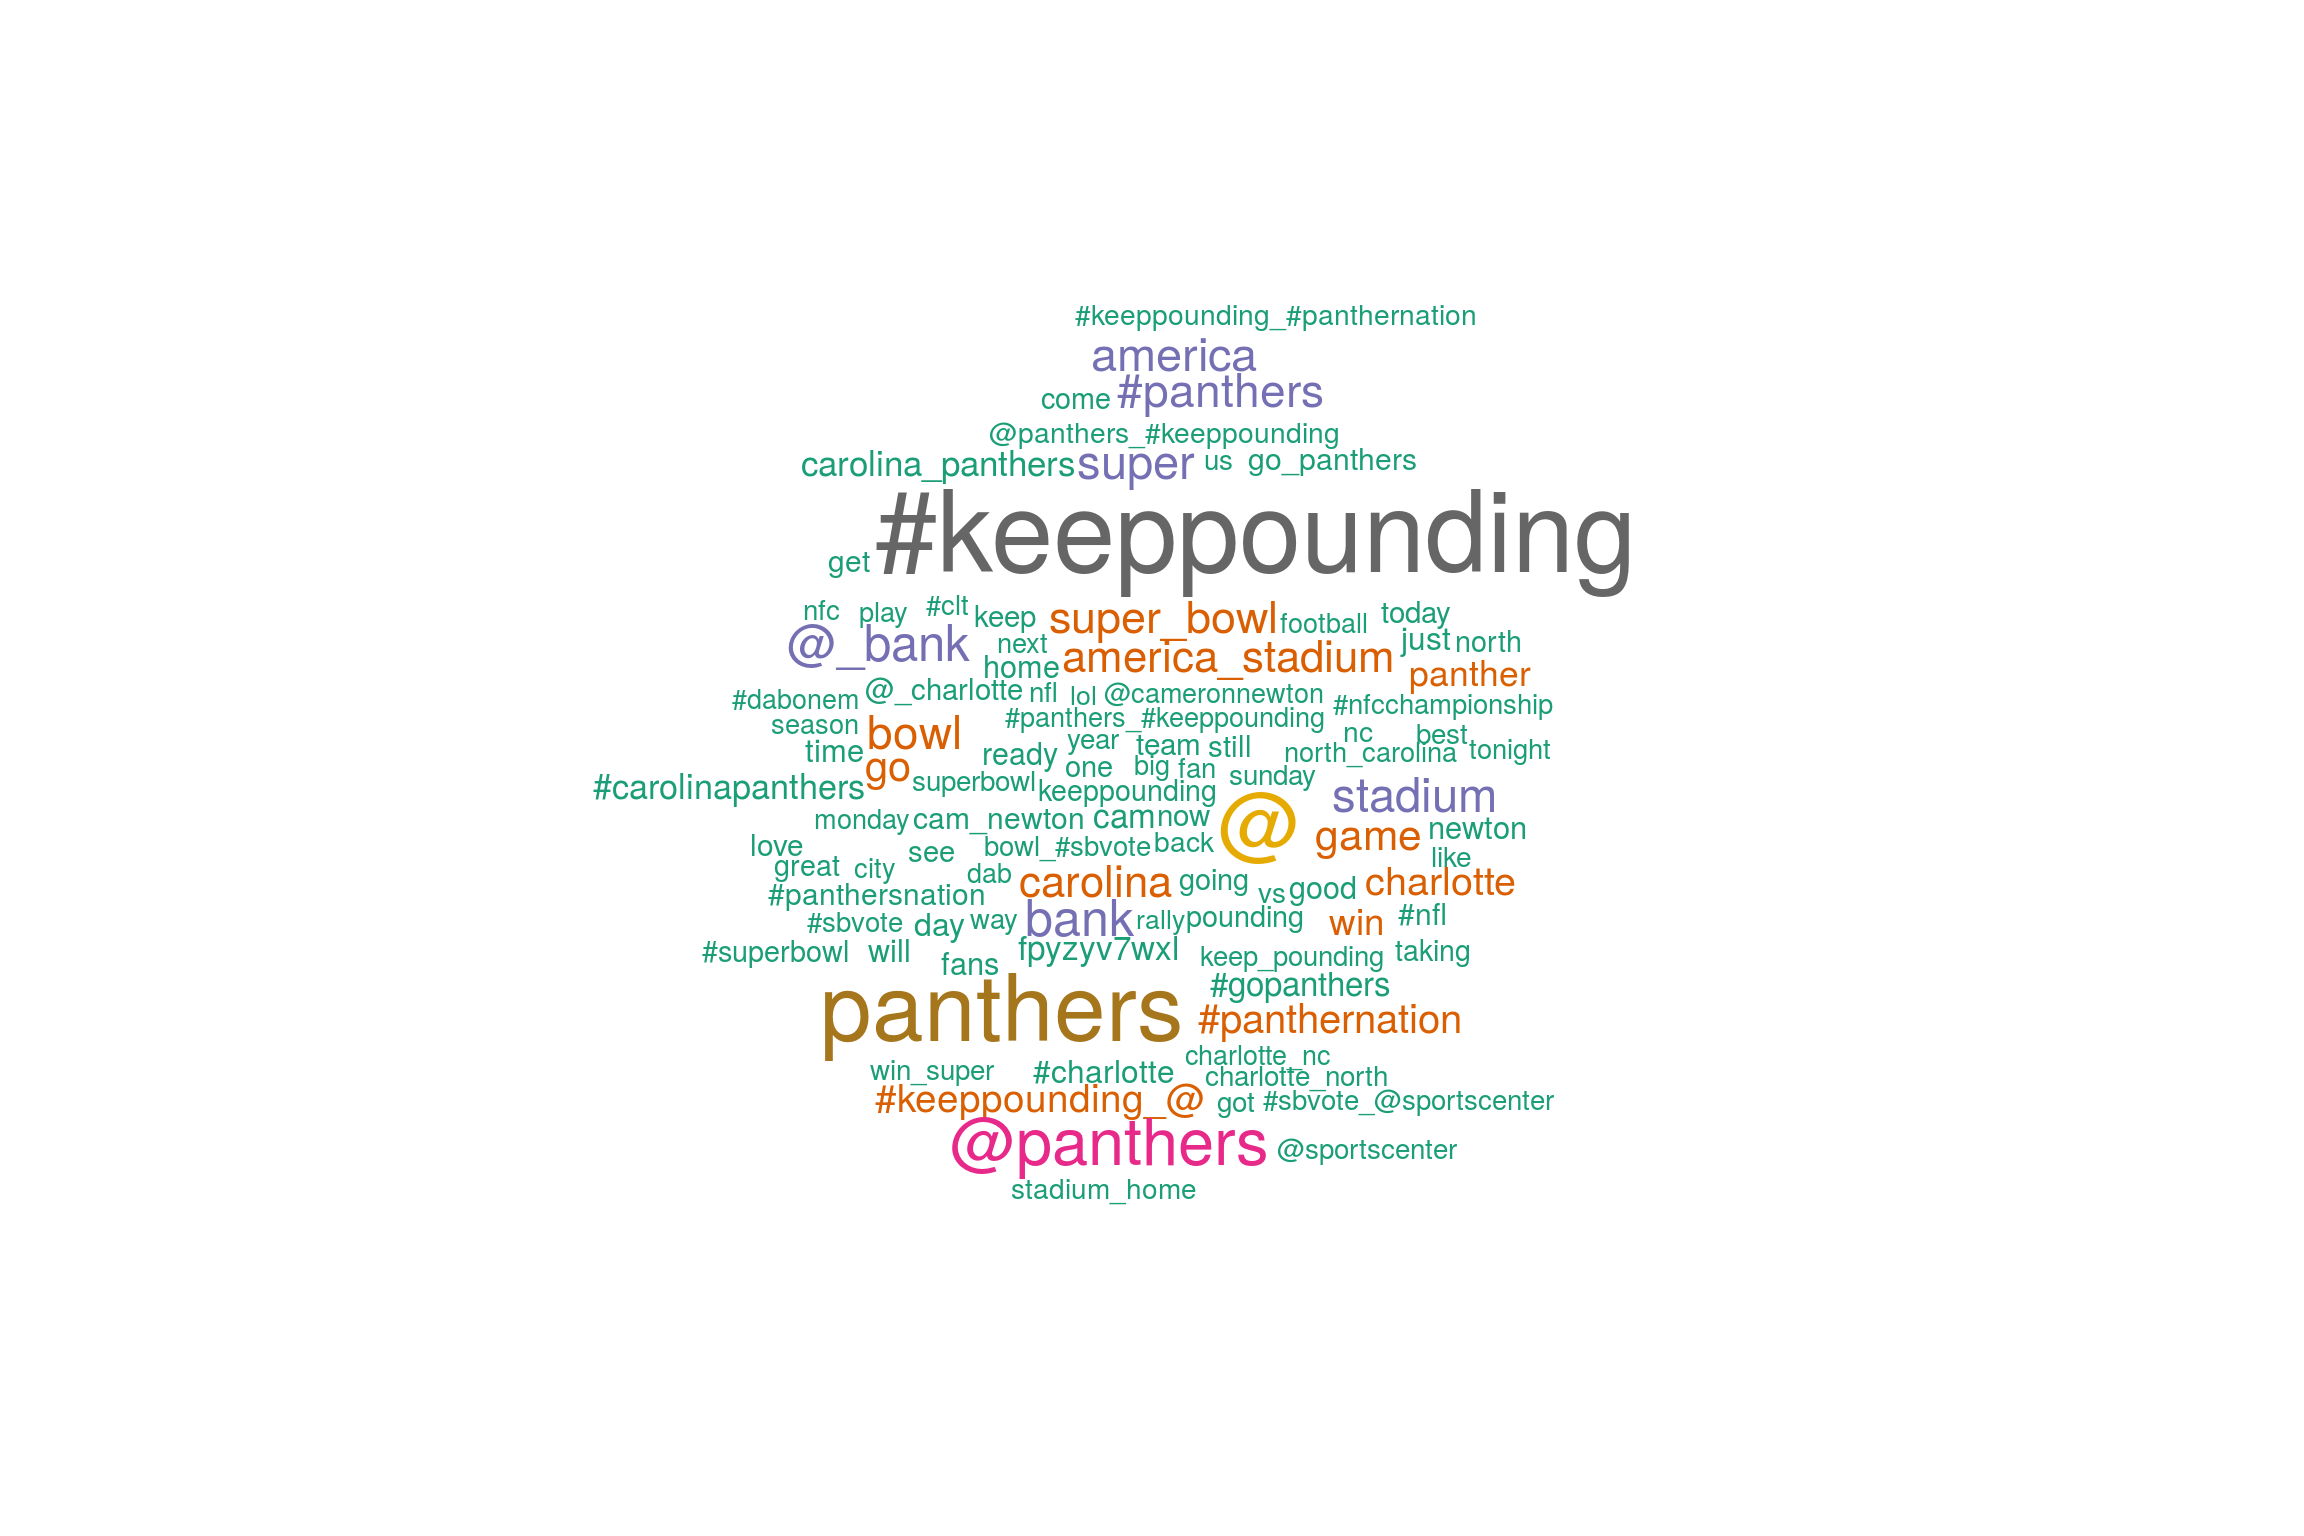 #keeppounding_#panthernation
america
come #panthers
@panthers_#keeppounding
carolina_panthers super us go_panthers
#keeppounding
get
nfc play #clt keep super_bowl football today
@_bank next home america_stadium just north
panther
#dabonem @_charlotte nfl lol @cameronnewton #nfcchampionship
season bowl #panthers_#keeppounding nc best
time ready year team still north_carolina tonight
go one big fan sunday
#carolinapanthers superbowl keeppounding stadium
monday cam_newton cam now @ game newton
love see bowl_#sbvote back like
great city dab carolina going vs good charlotte
#panthersnation
#sbvote day way bank rally pounding win #nfl
#superbowl will fans fpyzyv7wxl keep_pounding taking
panthers #gopanthers
#panthernation
charlotte_nc
win_super #charlotte charlotte_north
#keeppounding_@ got #sbvote_@sportscenter
@panthers @sportscenter
stadium_home